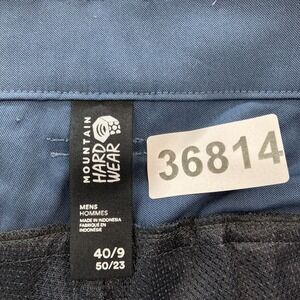 MOUNTAIN
HARD
WEAR
MENS
HOMMES
MADE IN INDONESIA
FABRIQUE EN
INDONÉSIE
40/9
50/23
36814